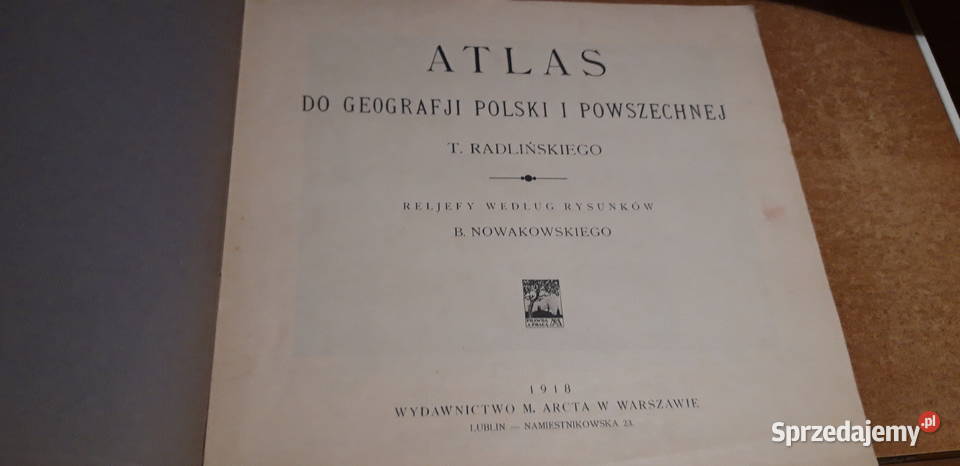 ATLAS
DO GEOGRAFJI POLSKI I POWSZECHNEJ
T. RADLIŃSKIEGO
RELJEFY WEDŁUG RYSUNKÓW
B. NOWAKOWSKIEGO
1918
WYDAWNICTWO M. ARCTA W WARSZAWIE
LUBLIN — NAMIESTNIKOWSKA 23.
Sprzedajemy.pl